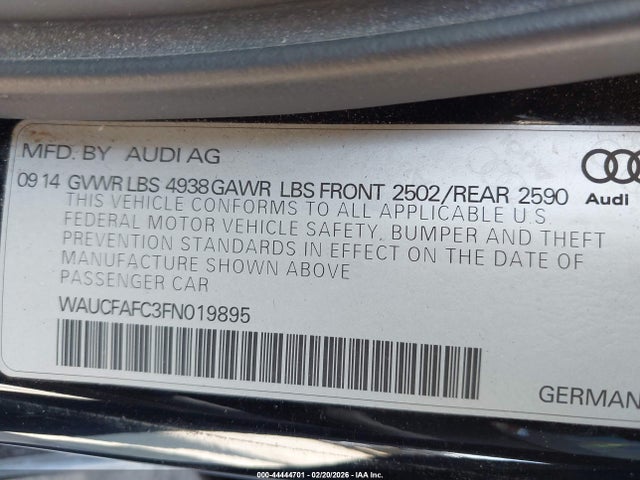 MFD. BY AUDI AG
09 14 GVWR LBS 4938 GAWR LBS FRONT 2502/REAR 2590
THIS VEHICLE CONFORMS TO ALL APPLICABLE U.S
FEDERAL MOTOR VEHICLE SAFETY, BUMPER AND THEFT
PREVENTION STANDARDS IN EFFECT ON THE DATE OF
MANUFACTURE SHOWN ABOVE
PASSENGER CAR
WAUCFAFC3FN019895
Audi
GERMAN
000-44444701 - 02/20/2026 - IAA Inc.